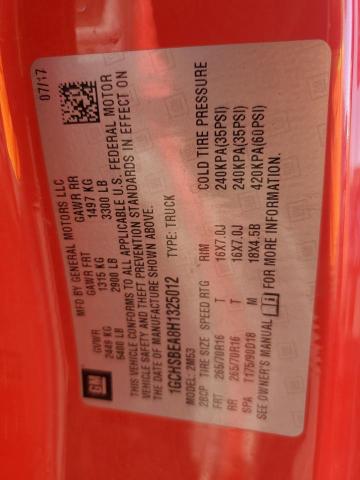 GM
MFD BY GENERAL MOTORS LLC
07/17
GVWR GAWR FRT GAWR RR
2449 KG 1315 KG 1497 KG
5400 LB 2900 LB 3300 LB
THIS VEHICLE CONFORMS TO ALL APPLICABLE U.S. FEDERAL MOTOR
VEHICLE SAFETY AND THEFT PREVENTION STANDARDS IN EFFECT ON
THE DATE OF MANUFACTURE SHOWN ABOVE.
1GCHSBEA8H1325012 TYPE: TRUCK
MODEL: 2M53
2BCP TIRE SIZE SPEED RTG RIM COLD TIRE PRESSURE
FRT 265/70R16 T 16X7.0J 240KPA(35PSI)
RR 265/70R16 T 16X7.0J 240KPA(35PSI)
SPA T175/90D18 M 18X4.5B 420KPA(60PSI)
SEE OWNER'S MANUAL FOR MORE INFORMATION.